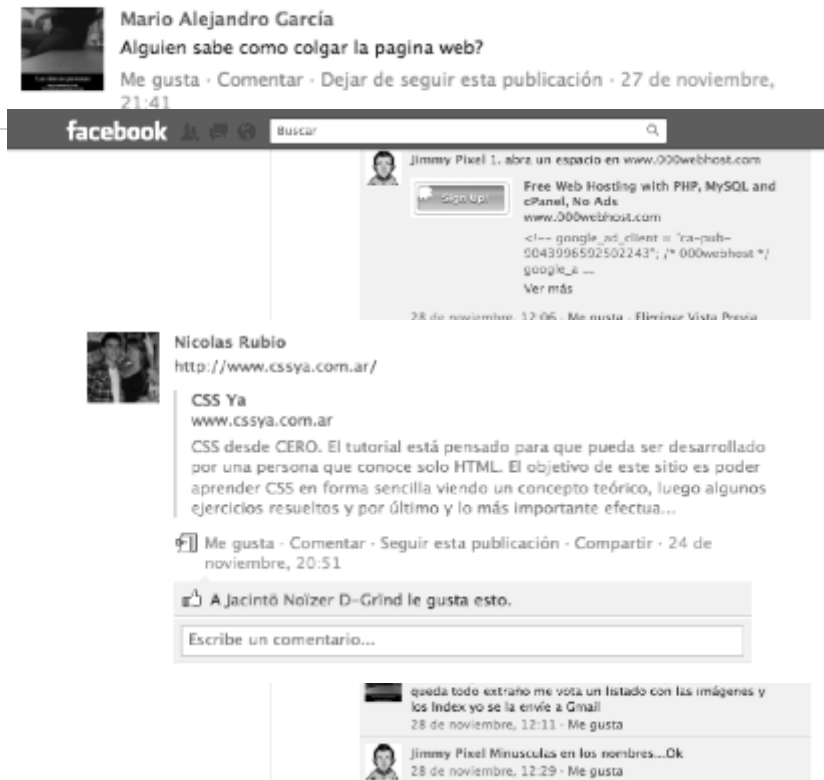 Mario Alejandro García
Alguien sabe como colgar la pagina web?
Me gusta · Comentar · Dejar de seguir esta publicación · 27 de noviembre,
21:41
facebook
Buscar
Jimmy Pixel 1. abra un espacio en www.000webhost.com
Sign Up!
Free Web Hosting with PHP, MySQL and
cPanel, No Ads
www.000webhost.com
<!-- google_ad_client = "ca-pub-
9043996592502243"; /* 000webhost */
google_a ...
Ver más
28 de noviembre, 12:06 · Me gusta · Eliminar Vista Previa
Nicolas Rubio
http://www.cssya.com.ar/
CSS Ya
www.cssya.com.ar
CSS desde CERO. El tutorial está pensado para que pueda ser desarrollado
por una persona que conoce solo HTML. El objetivo de este sitio es poder
aprender CSS en forma sencilla viendo un concepto teórico, luego algunos
ejercicios resueltos y por último y lo más importante efectua...
Me gusta · Comentar · Seguir esta publicación · Compartir · 24 de
noviembre, 20:51
A Jacintö Noïzer D-Grind le gusta esto.
Escribe un comentario...
queda todo extraño me vota un listado con las imágenes y
los Index yo se la envíe a Gmail
28 de noviembre, 12:11 · Me gusta
Jimmy Pixel Minusculas en los nombres...Ok
28 de noviembre, 12:29 · Me gusta